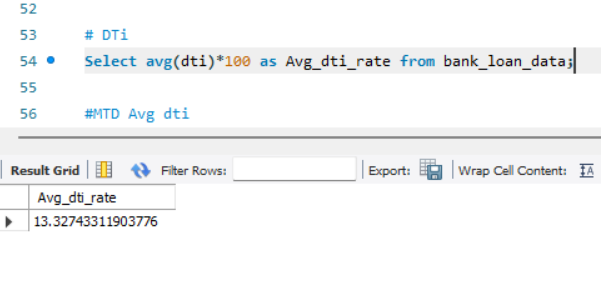 52
53 # DTi
54 Select avg(dti)*100 as Avg_dti_rate from bank_loan_data;
55
56 #MTD Avg dti
Result Grid Filter Rows: Export: Wrap Cell Content:
Avg_dti_rate
13.32743311903776